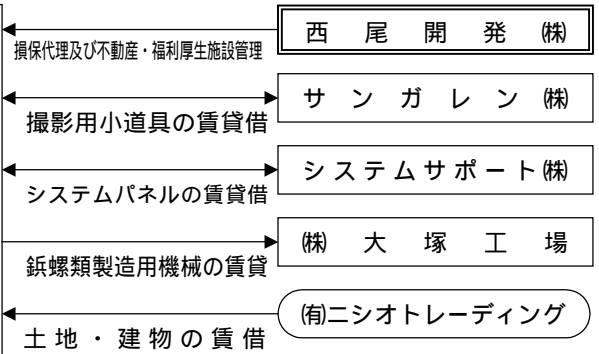 西尾開発㈱
損保代理及び不動産・福利厚生施設管理
サンガレン㈱
撮影用小道具の賃貸借
システムサポート㈱
システムパネルの賃貸借
㈱大塚工場
鋲螺類製造用機械の賃貸
㈲ニシオトレーディング
土地・建物の賃借